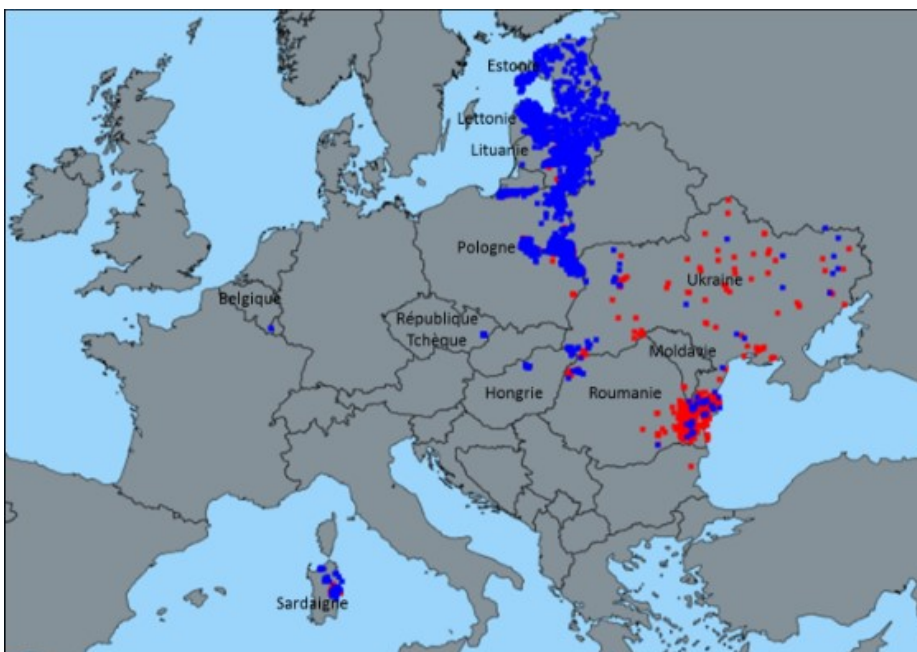 Estonie
Lettonie
Lituanie
Pologne
Ukraine
Belgique
République
Tchèque
Moldavie
Hongrie
Roumanie
Sardaigne